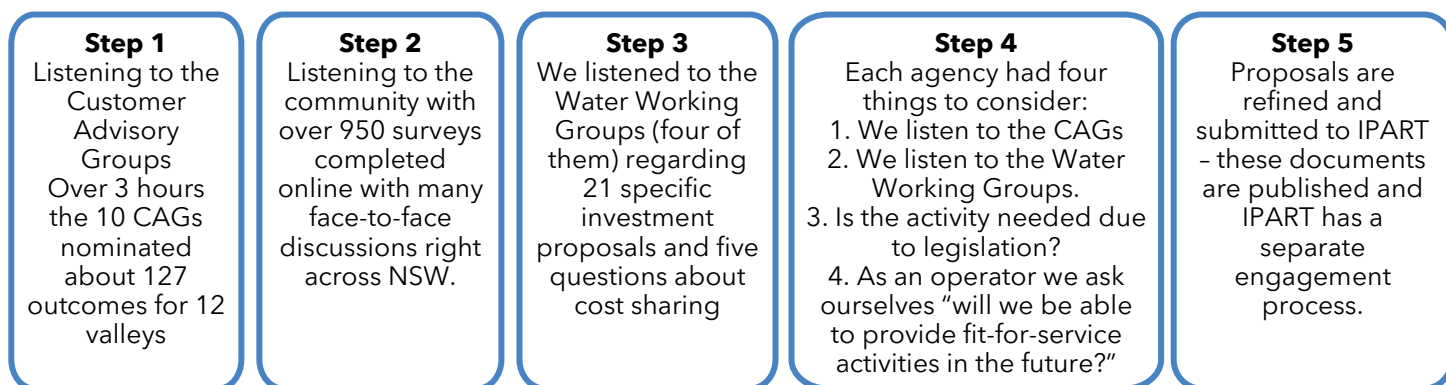 Step 1
Listening to the
Customer
Advisory
Groups
Over 3 hours
the 10 CAGs
nominated
about 127
outcomes for 12
valleys
Step 2
Listening to the
community with
over 950 surveys
completed
online with many
face-to-face
discussions right
across NSW.
Step 3
We listened to the
Water Working
Groups (four of
them) regarding
21 specific
investment
proposals and five
questions about
cost sharing
Step 4
Each agency had four
things to consider:
1. We listen to the CAGs
2. We listen to the Water
Working Groups.
3. Is the activity needed due
to legislation?
4. As an operator we ask
ourselves “will we be able
to provide fit-for-service
activities in the future?”
Step 5
Proposals are
refined and
submitted to IPART
– these documents
are published and
IPART has a
separate
engagement
process.